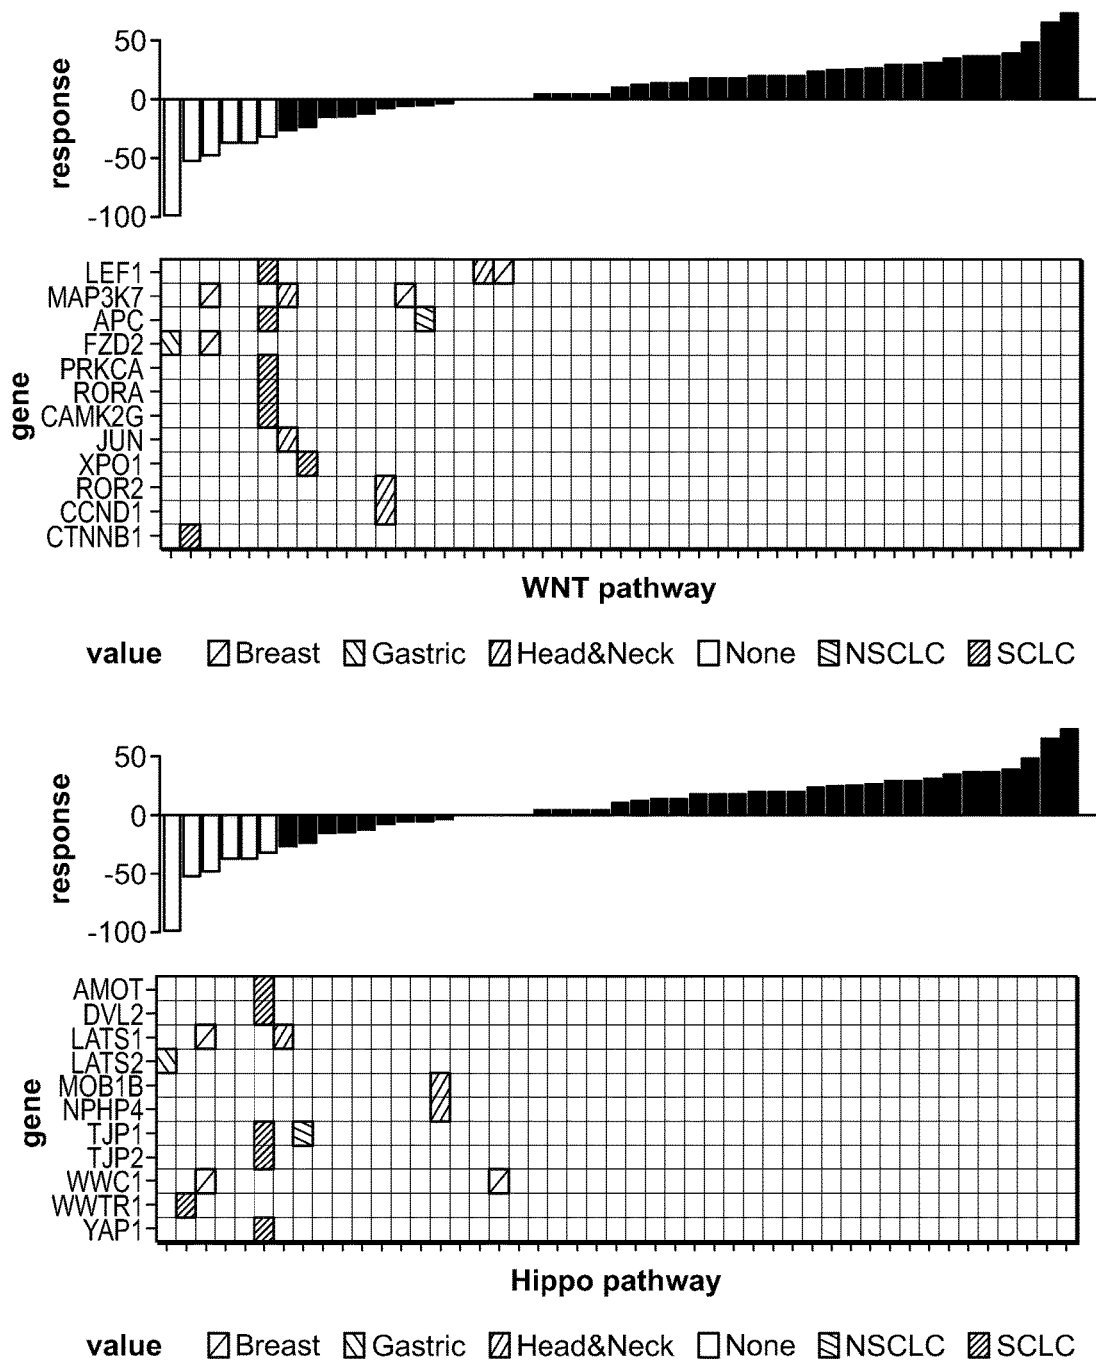 50
0
-50
-100
response
LEF1
MAP3K7
APC
FZD2
PRKCA
RORA
CAMK2G
JUN
XPO1
ROR2
CCND1
CTNNB1
gene
WNT pathway
value Breast Gastric Head&Neck None NSCLC SCLC
50
0
-50
-100
response
AMOT
DVL2
LATS1
LATS2
MOB1B
NPHP4
TJP1
TJP2
WWC1
WWTR1
YAP1
gene
Hippo pathway
value Breast Gastric Head&Neck None NSCLC SCLC